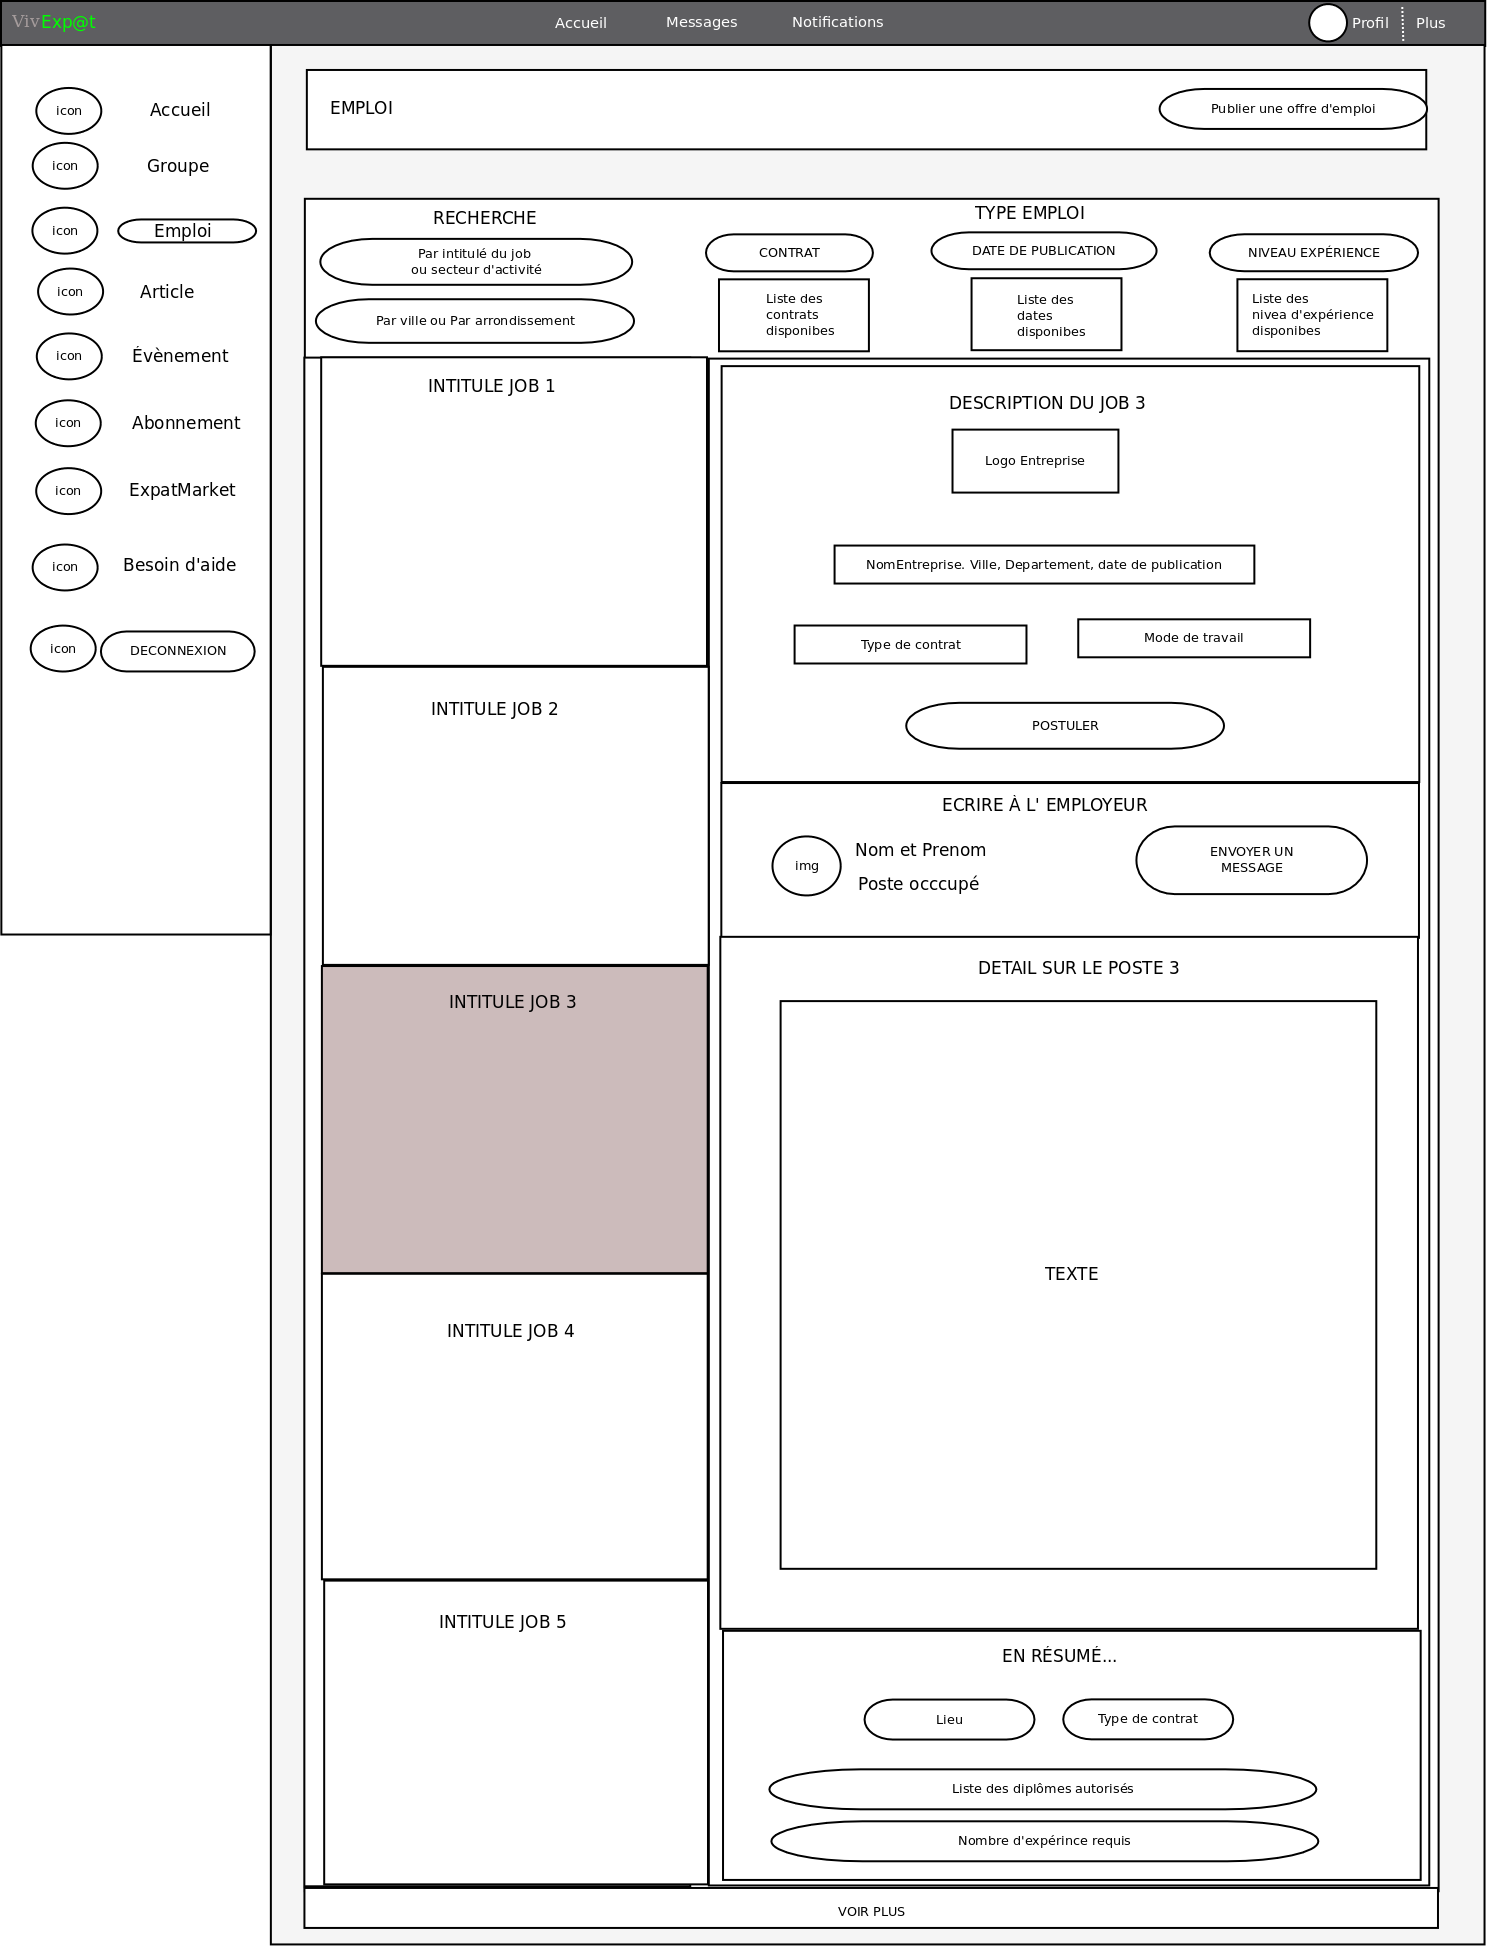 VivExp@t
Accueil
Messages
Notifications
Profil
Plus
icon
Accueil
icon
Groupe
icon
Emploi
icon
Article
icon
Évènement
icon
Abonnement
icon
ExpatMarket
icon
Besoin d'aide
icon
DECONNEXION
EMPLOI
Publier une offre d'emploi
RECHERCHE
Par intitulé du job
ou secteur d'activité
Par ville ou Par arrondissement
TYPE EMPLOI
CONTRAT
Liste des
contrats
disponibes
DATE DE PUBLICATION
Liste des
dates
disponibes
NIVEAU EXPÉRIENCE
Liste des
nivea d'expérience
disponibes
INTITULE JOB 1
INTITULE JOB 2
INTITULE JOB 3
INTITULE JOB 4
INTITULE JOB 5
DESCRIPTION DU JOB 3
Logo Entreprise
NomEntreprise. Ville, Departement, date de publication
Type de contrat
Mode de travail
POSTULER
ECRIRE À L' EMPLOYEUR
img
Nom et Prenom
Poste occcupé
ENVOYER UN
MESSAGE
DETAIL SUR LE POSTE 3
TEXTE
EN RÉSUMÉ...
Lieu
Type de contrat
Liste des diplômes autorisés
Nombre d'expérince requis
VOIR PLUS